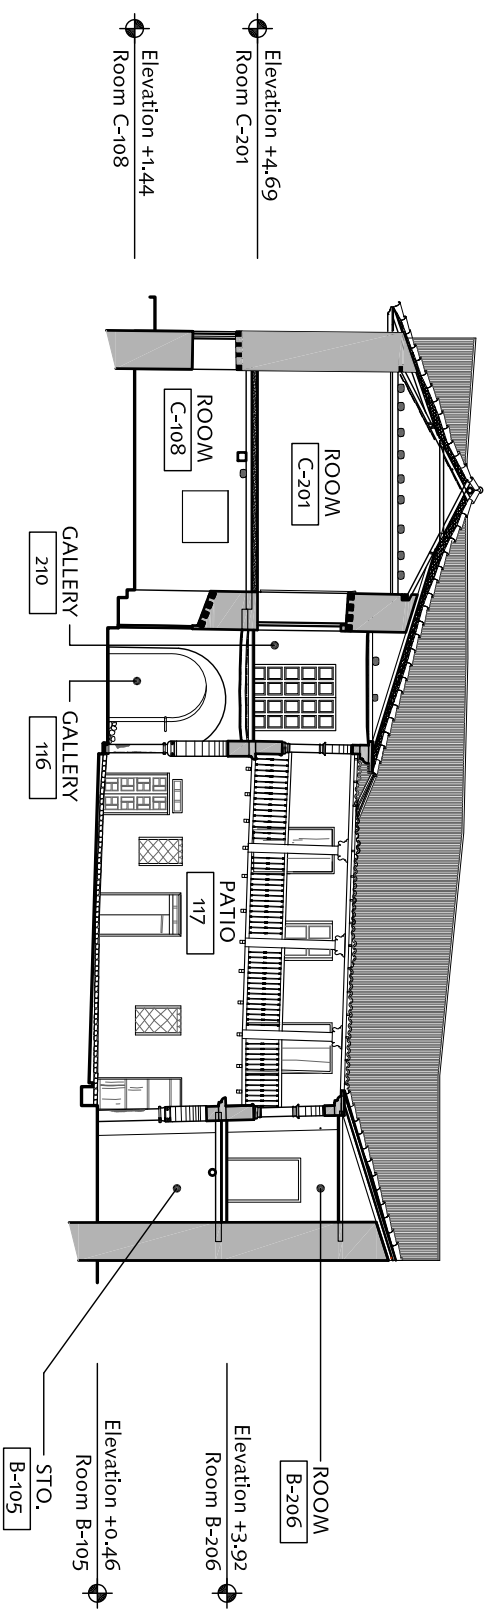 Elevation +4.69
Room C-201
Elevation +1.44
Room C-108
ROOM
C-201
ROOM
C-108
GALLERY
210
GALLERY
116
PATIO
117
ROOM
B-206
Elevation +3.92
Room B-206
STO.
B-105
Elevation +0.46
Room B-105